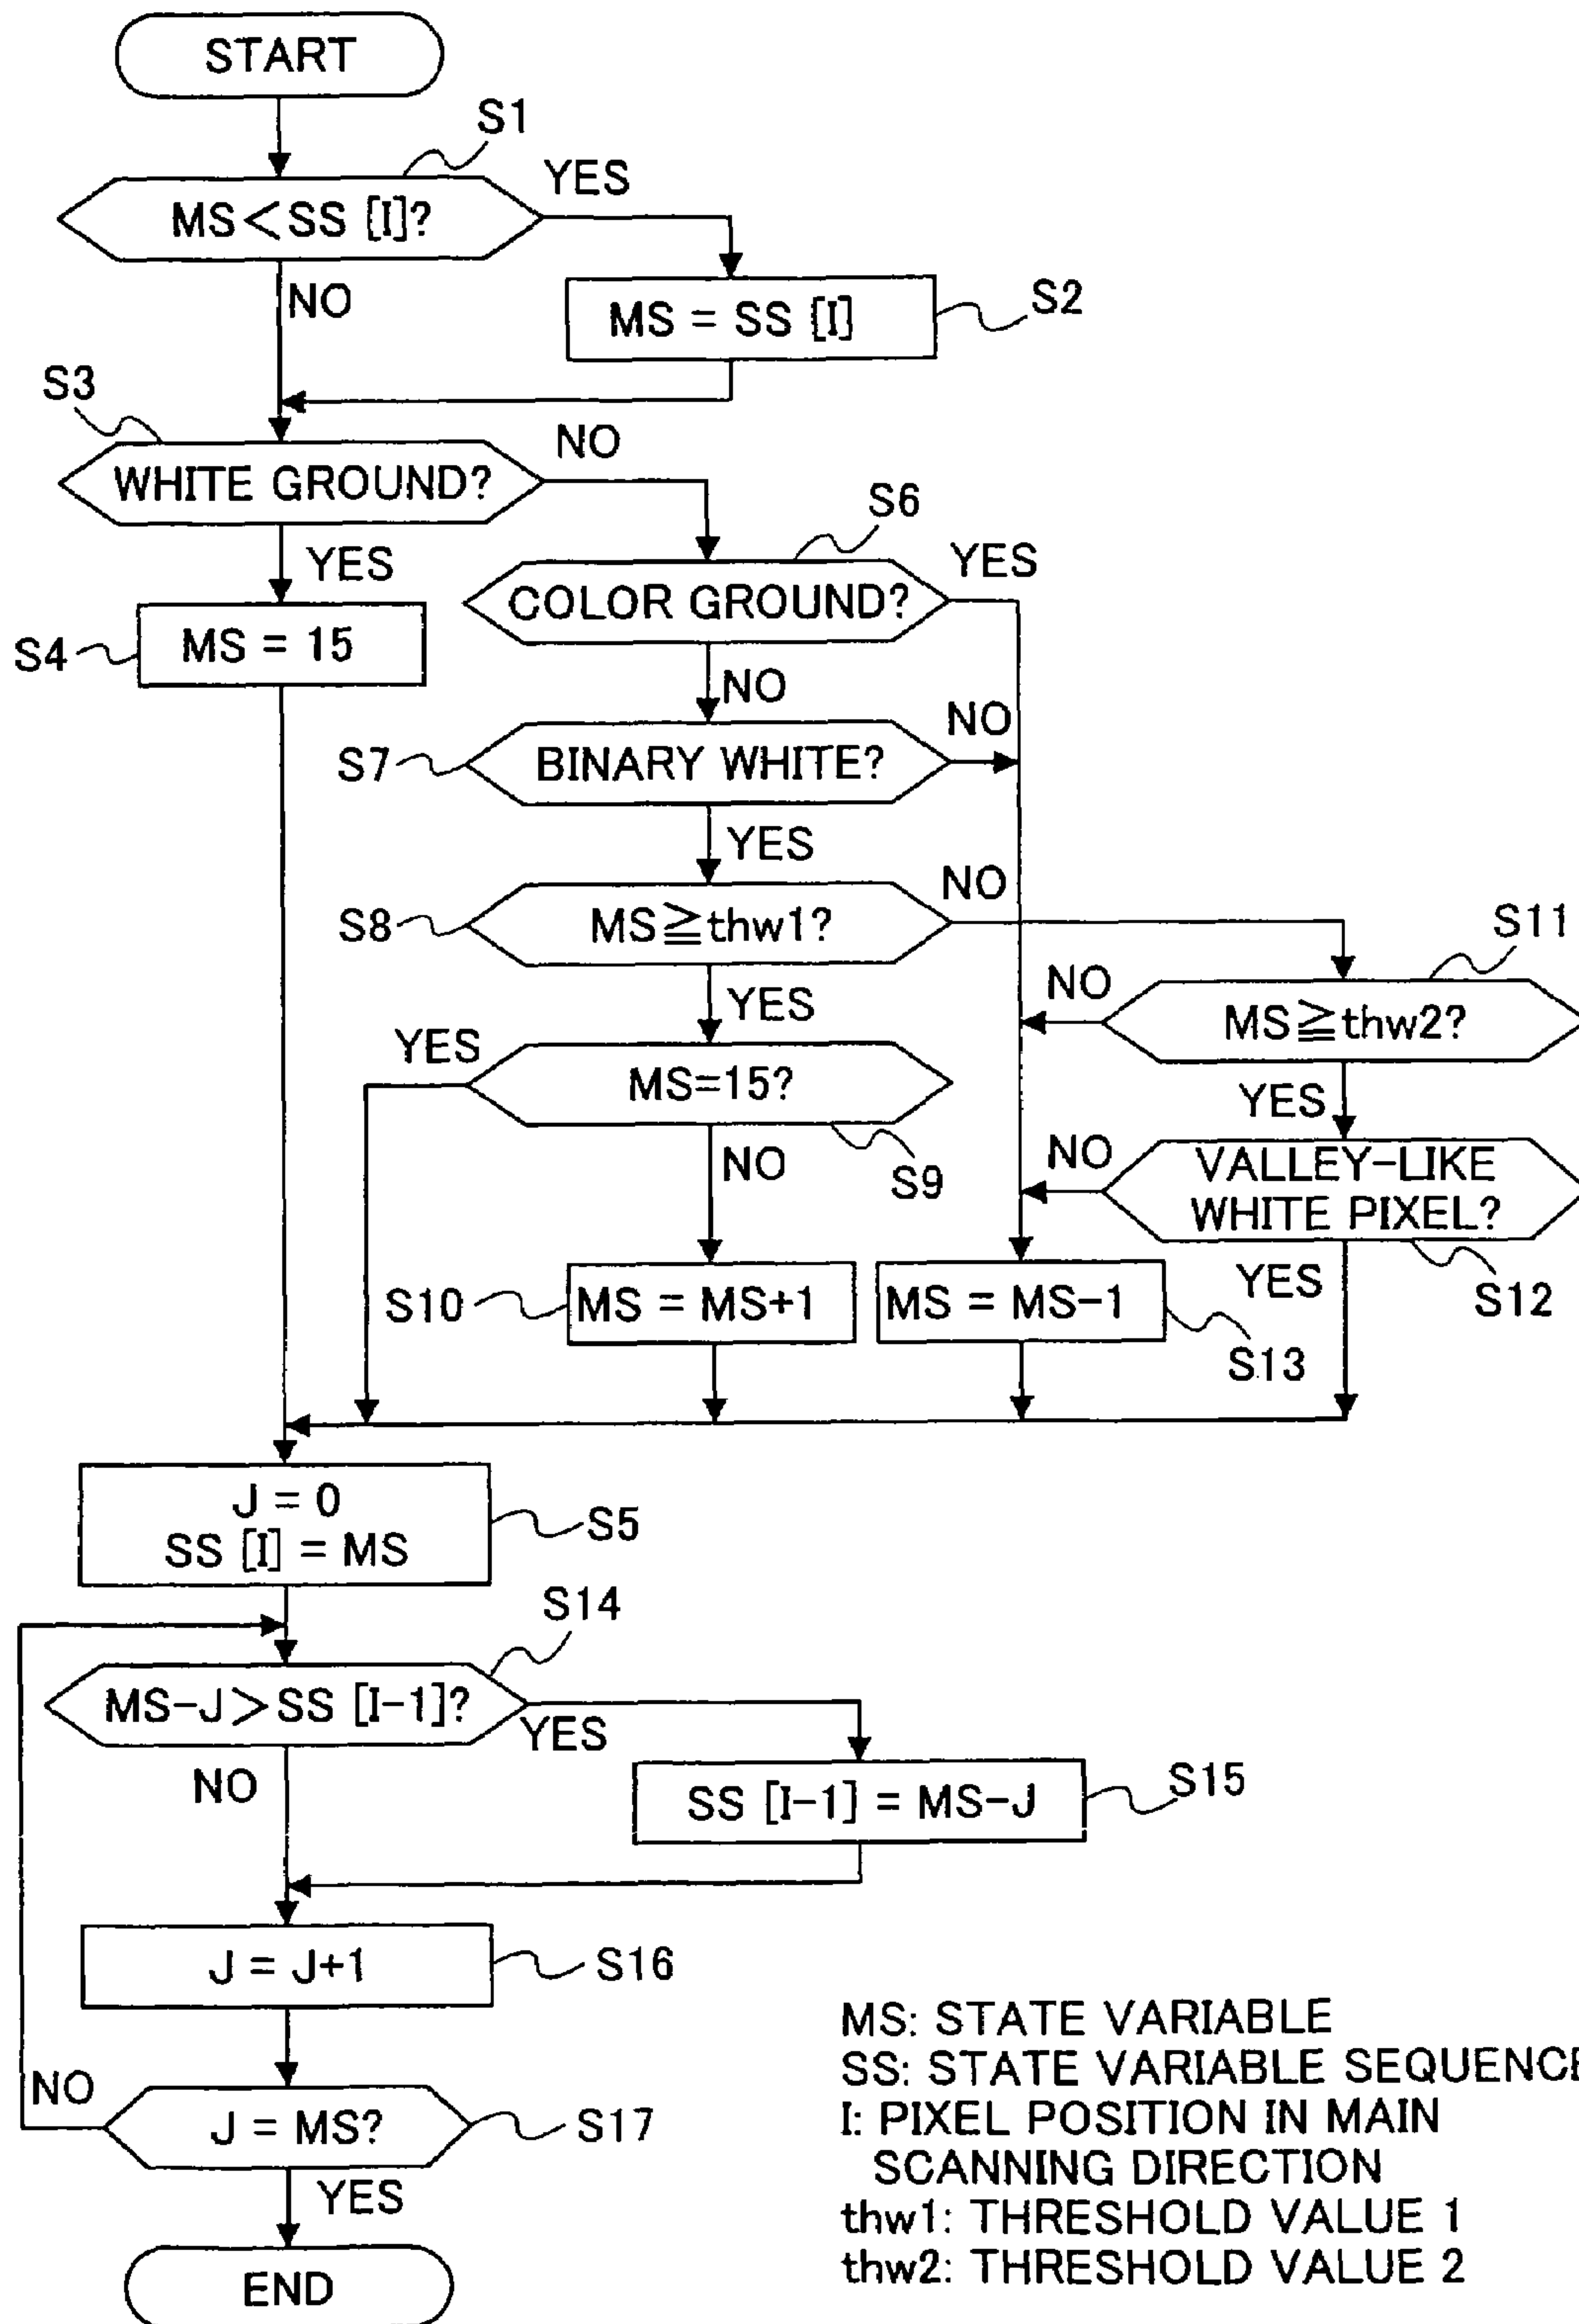 START
S1
YES
MS<SS [I]?
NO
MS = SS [I]
S2
S3
NO
WHITE GROUND?
S6
YES
YES
COLOR GROUND?
S4
MS = 15
NO
NO
S7
BINARY WHITE?
YES
NO
S8
MS≧thw1?
S11
YES
NO
MS≧thw2?
YES
MS=15?
YES
NO
S9
NO
VALLEY-LIKE
WHITE PIXEL?
YES
S12
S10
MS = MS+1
MS = MS-1
S13
J = 0
SS [I] = MS
S5
S14
MS-J>SS [I-1]?
YES
NO
SS [I-1] = MS-J
S15
J = J+1
S16
NO
J = MS?
S17
YES
END
MS: STATE VARIABLE
SS: STATE VARIABLE SEQUENCE
I: PIXEL POSITION IN MAIN
SCANNING DIRECTION
thw1: THRESHOLD VALUE 1
thw2: THRESHOLD VALUE 2